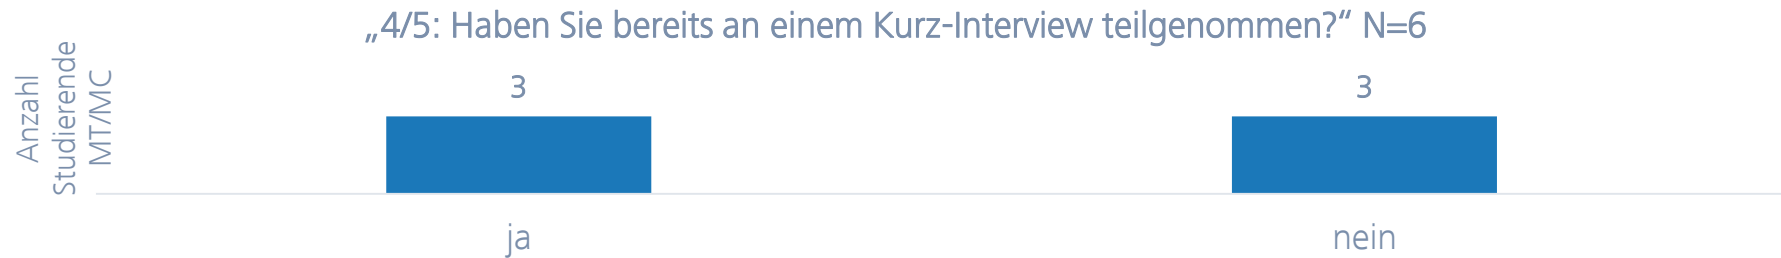 „4/5: Haben Sie bereits an einem Kurz-Interview teilgenommen?“ N=6
Anzahl
Studierende
MT/MC
3
3
ja
nein